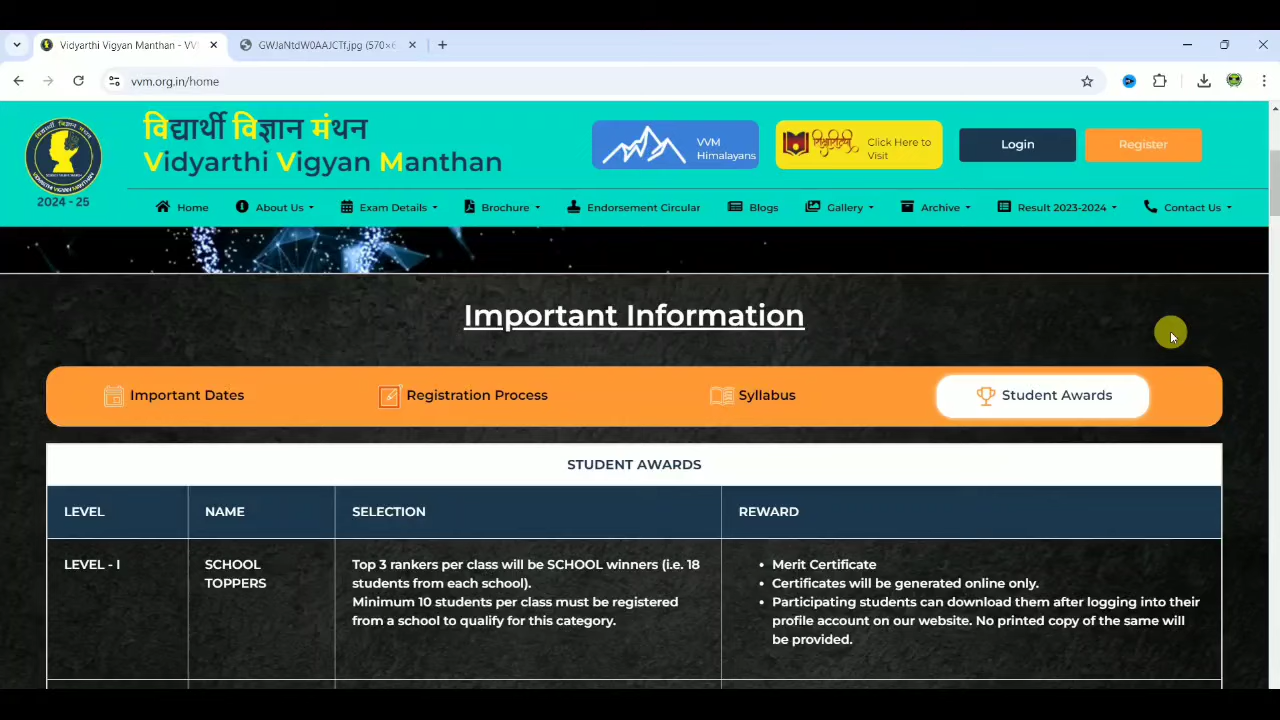 Vidyarthi Vigyan Manthan - VV
GWJaNtdW0AAJCTf.jpg (570×6
vvm.org.in/home
विद्यार्थी विज्ञान मंथन
Vidyarthi Vigyan Manthan
2024 - 25
VVM
Himalayans
Click Here to
Visit
Login
Register
Home
About Us
Exam Details
Brochure
Endorsement Circular
Blogs
Gallery
Archive
Result 2023-2024
Contact Us
Important Information
Important Dates
Registration Process
Syllabus
Student Awards
STUDENT AWARDS
LEVEL
NAME
SELECTION
REWARD
LEVEL - I
SCHOOL
TOPPERS
Top 3 rankers per class will be SCHOOL winners (i.e. 18
students from each school).
Minimum 10 students per class must be registered
from a school to qualify for this category.
• Merit Certificate
• Certificates will be generated online only.
• Participating students can download them after logging into their
profile account on our website. No printed copy of the same will
be provided.